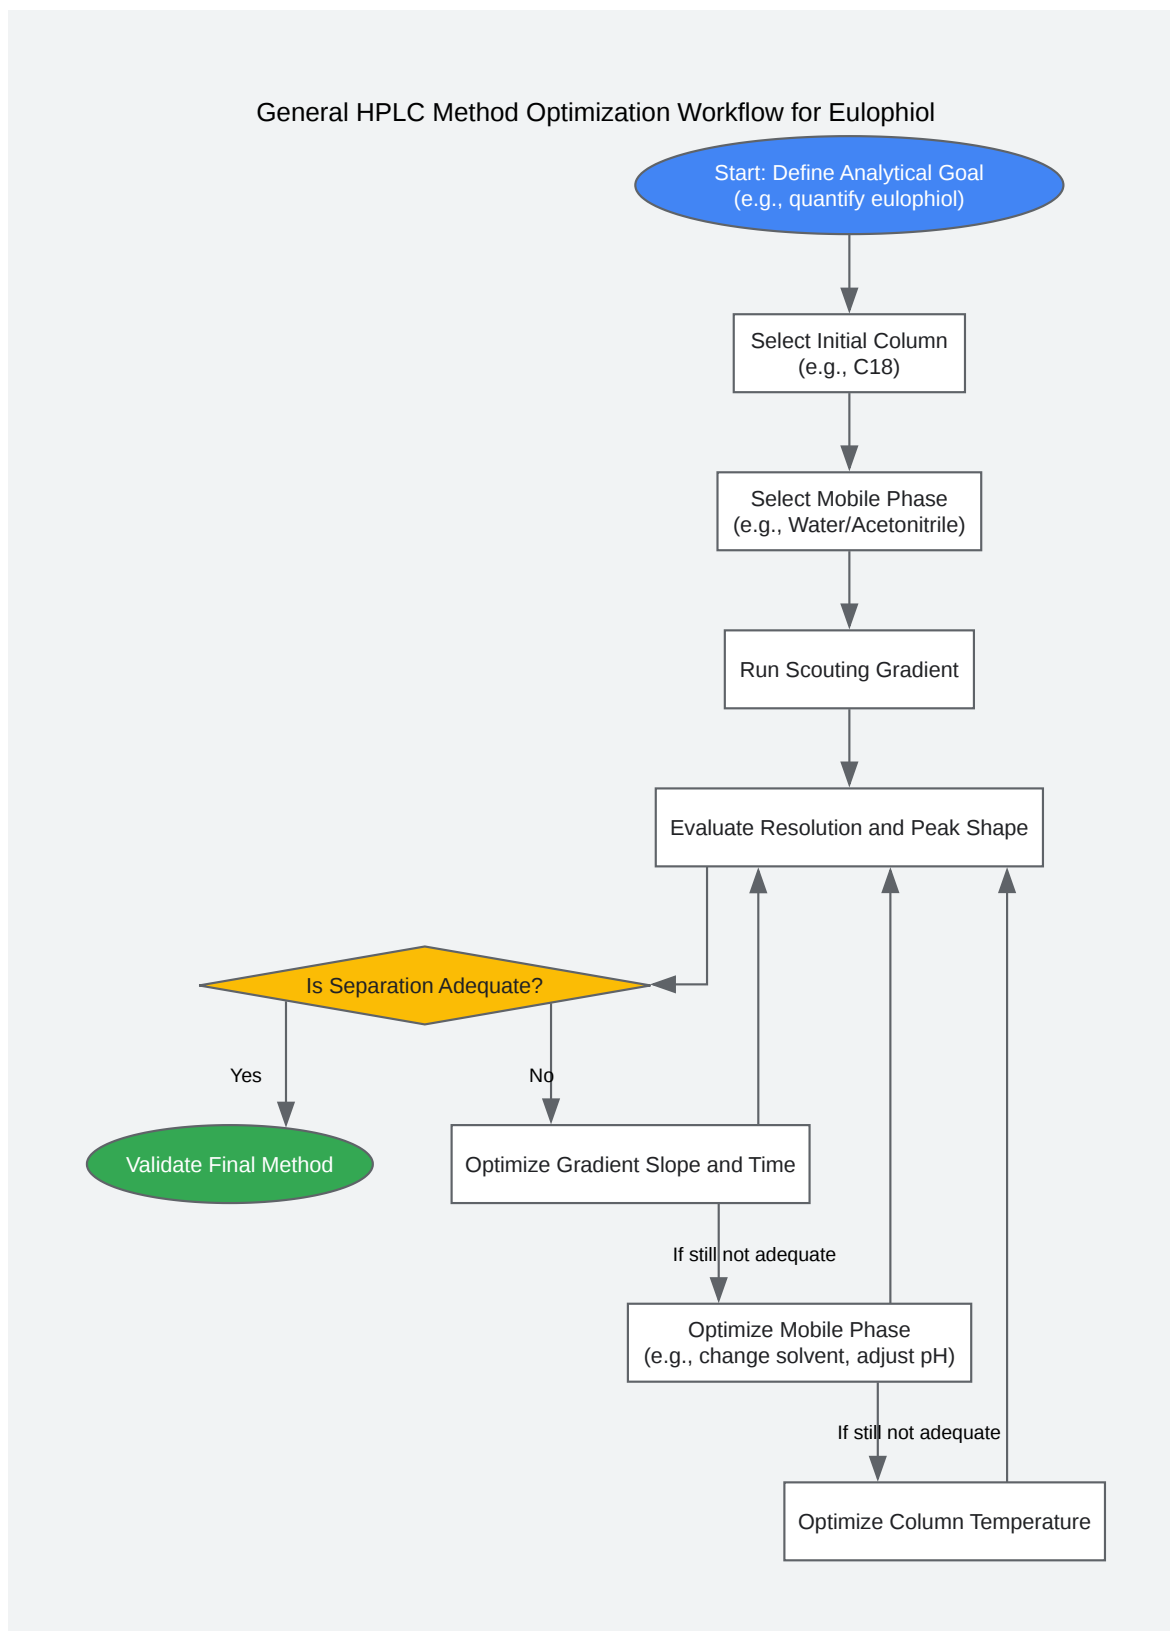 General HPLC Method Optimization Workflow for Eulophiol
Start: Define Analytical Goal
(e.g., quantify eulophiol)
Select Initial Column
(e.g., C18)
Select Mobile Phase
(e.g., Water/Acetonitrile)
Run Scouting Gradient
Evaluate Resolution and Peak Shape
Is Separation Adequate?
Yes
No
Validate Final Method
Optimize Gradient Slope and Time
If still not adequate
Optimize Mobile Phase
(e.g., change solvent, adjust pH)
If still not adequate
Optimize Column Temperature